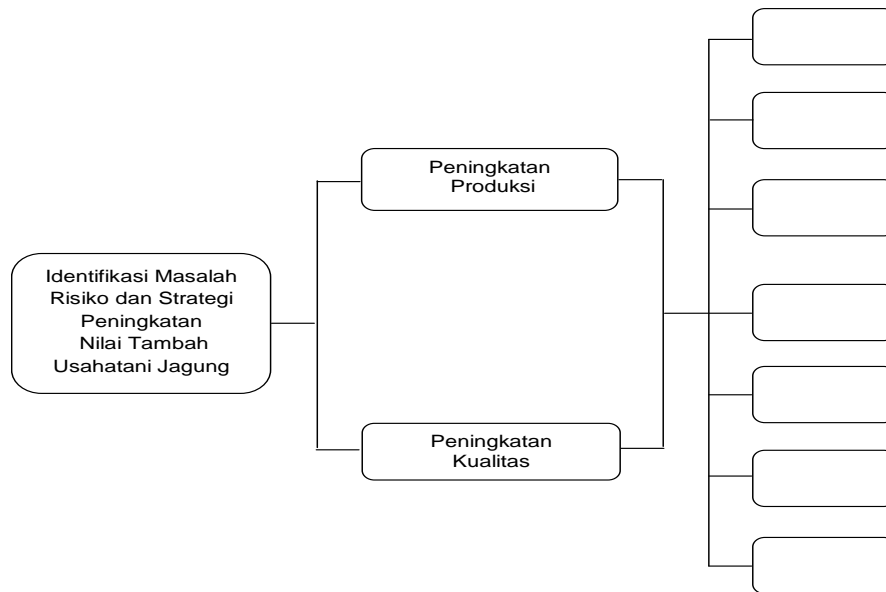 Identifikasi Masalah
Risiko dan Strategi
Peningkatan
Nilai Tambah
Usahatani Jagung
Peningkatan
Produksi
Peningkatan
Kualitas